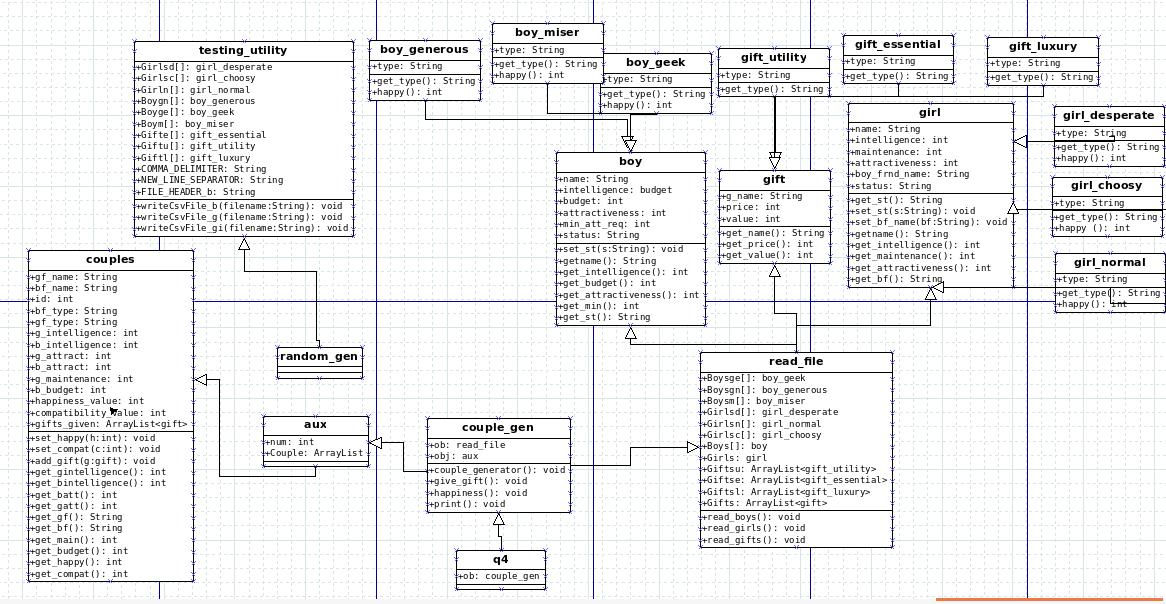 testing_utility
+Girlsd[]: girl_desperate
+Girlsc[]: girl_choosy
+Girln[]: girl_normal
+Boygn[]: boy_generous
+Boyge[]: boy_geek
+Boym[]: boy_miser
+Gifte[]: gift_essential
+Giftu[]: gift_utility
+Giftl[]: gift_luxury
+COMMA_DELIMITER: String
+NEW_LINE_SEPARATOR: String
+FILE_HEADER_b: String
+writeCsvFile_b(filename:String): void
+writeCsvFile_g(filename:String): void
+writeCsvFile_gi(filename:String): void
boy_generous
+type: String
+get_type(): String
+happy(): int
boy_miser
+type: String
+get_type(): String
+happy(): int
boy_geek
+type: String
+get_type(): String
+happy(): int
gift_utility
+type: String
+get_type(): String
gift_essential
+type: String
+get_type(): String
gift_luxury
+type: String
+get_type(): String
girl
+name: String
+intelligence: int
+maintenance: int
+attractiveness: int
+boy_frnd_name: String
+status: String
+get_st(): String
+set_st(s:String): void
+set_bf_name(bf:String): void
+getname(): String
+get_intelligence(): int
+get_maintenance(): int
+get_attractiveness(): int
+get_bf(): String
girl_desperate
+type: String
+get_type(): String
+happy(): int
girl_choosy
+type: String
+get_type(): String
+happy (): int
girl_normal
+type: String
+get_type(): String
+happy(): int
boy
+name: String
+intelligence: budget
+budget: int
+attractiveness: int
+min_att_req: int
+status: String
+set_st(s:String): void
+getname(): String
+get_intelligence(): int
+get_budget(): int
+get_attractiveness(): int
+get_min(): int
+get_st(): String
gift
+g_name: String
+price: int
+value: int
+get_name(): String
+get_price(): int
+get_value(): int
couples
+gf_name: String
+bf_name: String
+id: int
+bf_type: String
+gf_type: String
+g_intelligence: int
+b_intelligence: int
+g_attract: int
+b_attract: int
+g_maintenance: int
+b_budget: int
+happiness_value: int
+compatibility_value: int
+gifts_given: ArrayList<gift>
+set_happy(h:int): void
+set_compat(c:int): void
+add_gift(g:gift): void
+get_gintelligence(): int
+get_bintelligence(): int
+get_batt(): int
+get_gatt(): int
+get_gf(): String
+get_bf(): String
+get_main(): int
+get_budget(): int
+get_happy(): int
+get_compat(): int
random_gen
aux
+num: int
+Couple: ArrayList
couple_gen
+ob: read_file
+obj: aux
+couple_generator(): void
+give_gift(): void
+happiness(): void
+print(): void
q4
+ob: couple_gen
read_file
+Boysge[]: boy_geek
+Boysgn[]: boy_generous
+Boysm[]: boy_miser
+Girlsd[]: girl_desperate
+Girlsn[]: girl_normal
+Girlsc[]: girl_choosy
+Boys[]: boy
+Girls: girl
+Giftsu: ArrayList<gift_utility>
+Giftse: ArrayList<gift_essential>
+Giftsl: ArrayList<gift_luxury>
+Gifts: ArrayList<gift>
+read_boys(): void
+read_girls(): void
+read_gifts(): void